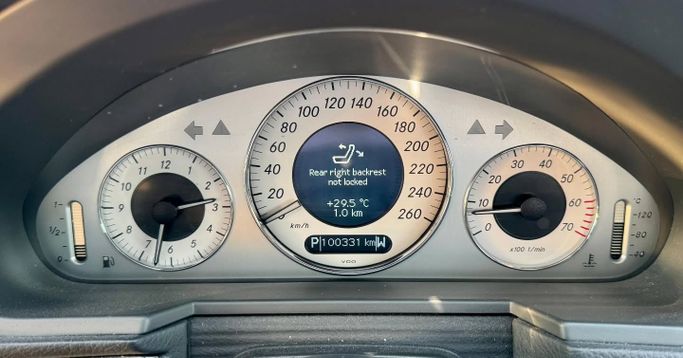 100 120 140 160
80 180
60 200
40 220
20 240
0 260
km/h
Rear right backrest
not locked
+29.5 °C
1.0 km
P 100331 km W
VDO
12
11 1
10 2
9 3
8 4
7 5
6
1
½
0
30 40
20 50
10 60
0 70
x100 1/min
°C
120
80
40